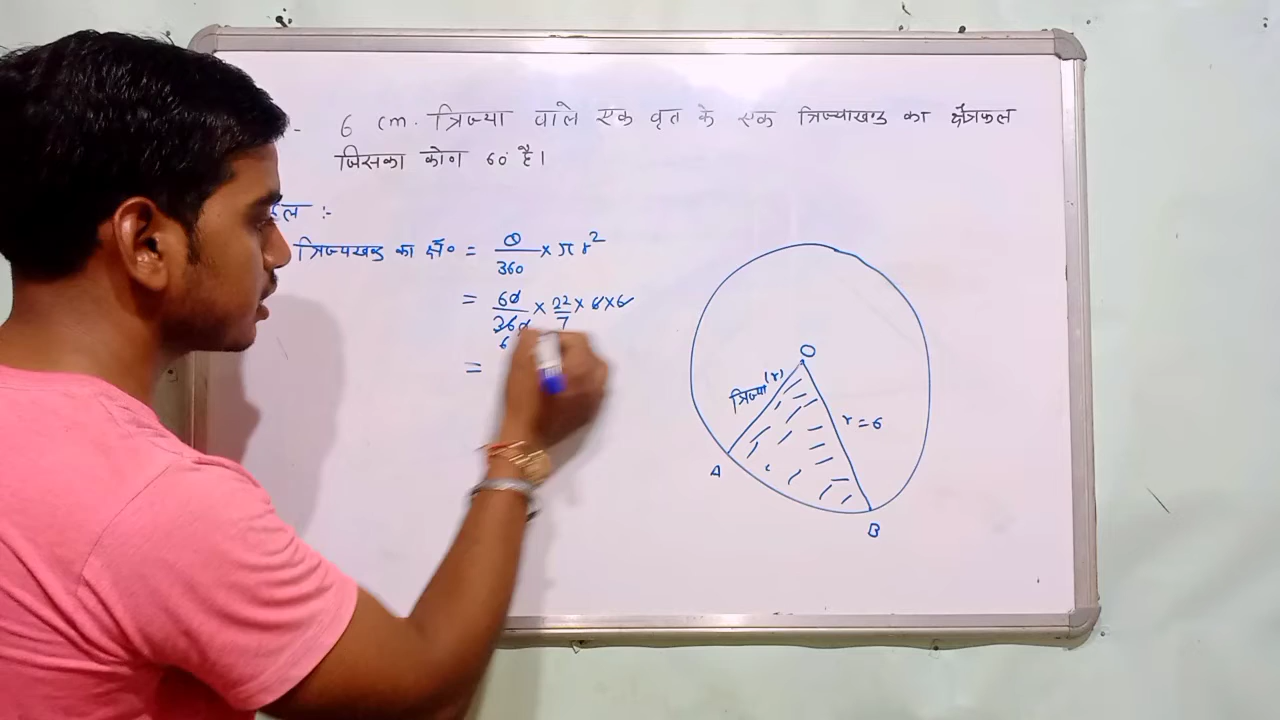 6 cm. त्रिज्या वाले एक वृत के एक त्रिज्याखण्ड का क्षेत्रफल
जिसका कोण 60° है।
हल :-
त्रिज्यखण्ड का क्षे० = θ/360 × π r²
= 60/360 × 22/7 × 6 × 6
6
=
O
त्रिज्या (r)
r = 6
A
B